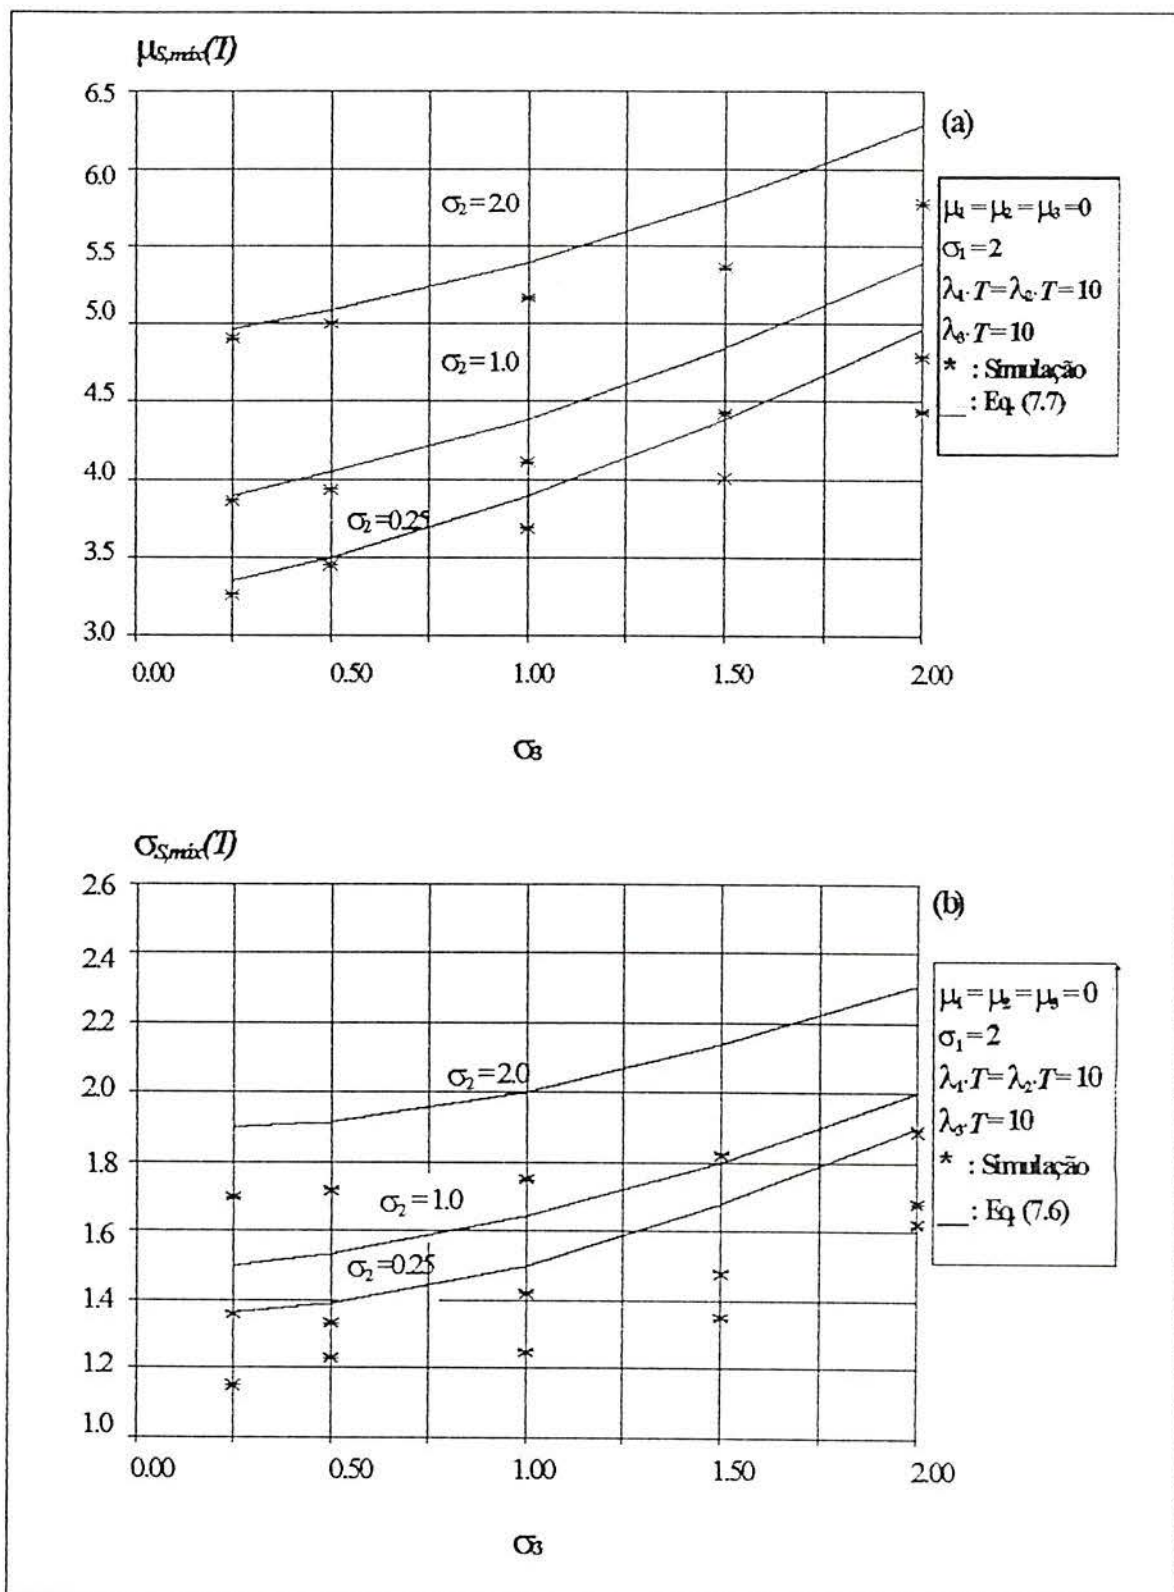 μS,máx(T)
6.5
6.0
5.5
5.0
4.5
4.0
3.5
3.0
0.00 0.50 1.00 1.50 2.00
σ3
σ2=2.0
σ2=1.0
σ2=0.25
(a)
μ1=μ2=μ3=0
σ1=2
λ1·T=λ2·T=10
λ3·T=10
* : Simulação
__ : Eq. (7.7)
σS,máx(T)
2.6
2.4
2.2
2.0
1.8
1.6
1.4
1.2
1.0
0.00 0.50 1.00 1.50 2.00
σ3
σ2=2.0
σ2=1.0
σ2=0.25
(b)
μ1=μ2=μ3=0
σ1=2
λ1·T=λ2·T=10
λ3·T=10
* : Simulação
__ : Eq. (7.6)